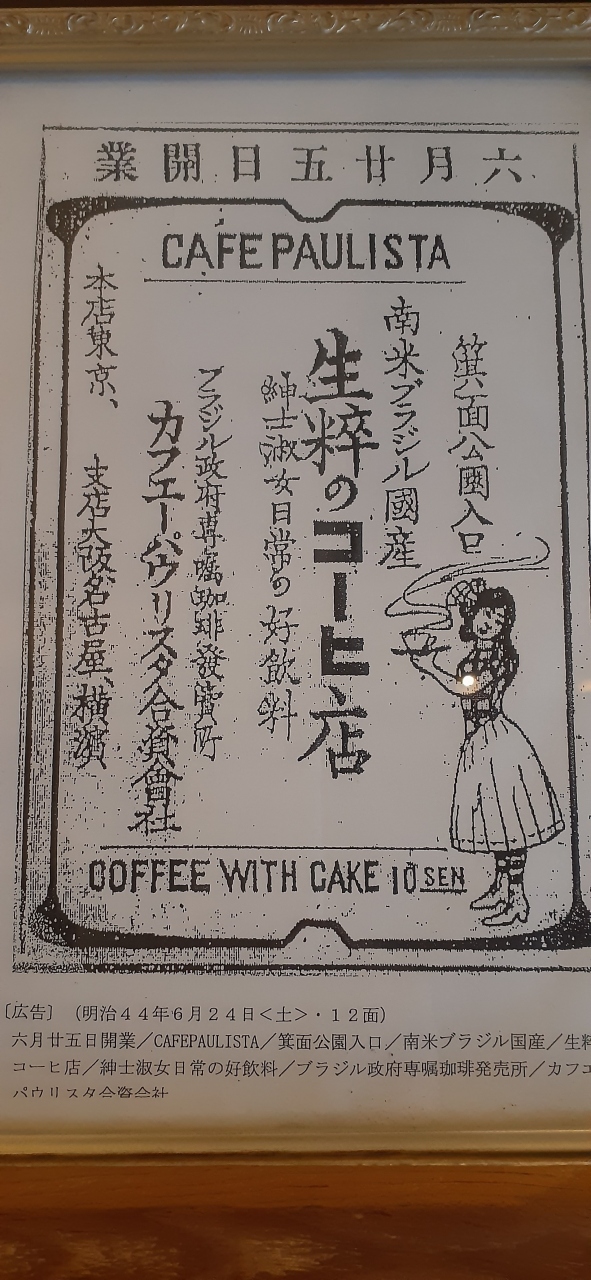 六月廿五日開業
CAFE PAULISTA
箕面公園入口
南米ブラジル國産
生粋のコーヒ店
紳士淑女日常の好飲料
ブラジル政府専嘱珈琲發賣所
カフエーパウリスタ合資會社
本店東京、 支店大阪名古屋、横濱
COFFEE WITH CAKE 10 SEN
〔広告〕 (明治44年6月24日<土>・12面)
六月廿五日開業/CAFEPAULISTA/箕面公園入口/南米ブラジル国産/生粋
コーヒ店/紳士淑女日常の好飲料/ブラジル政府専嘱珈琲発売所/カフエ
パウリスタ合資会社